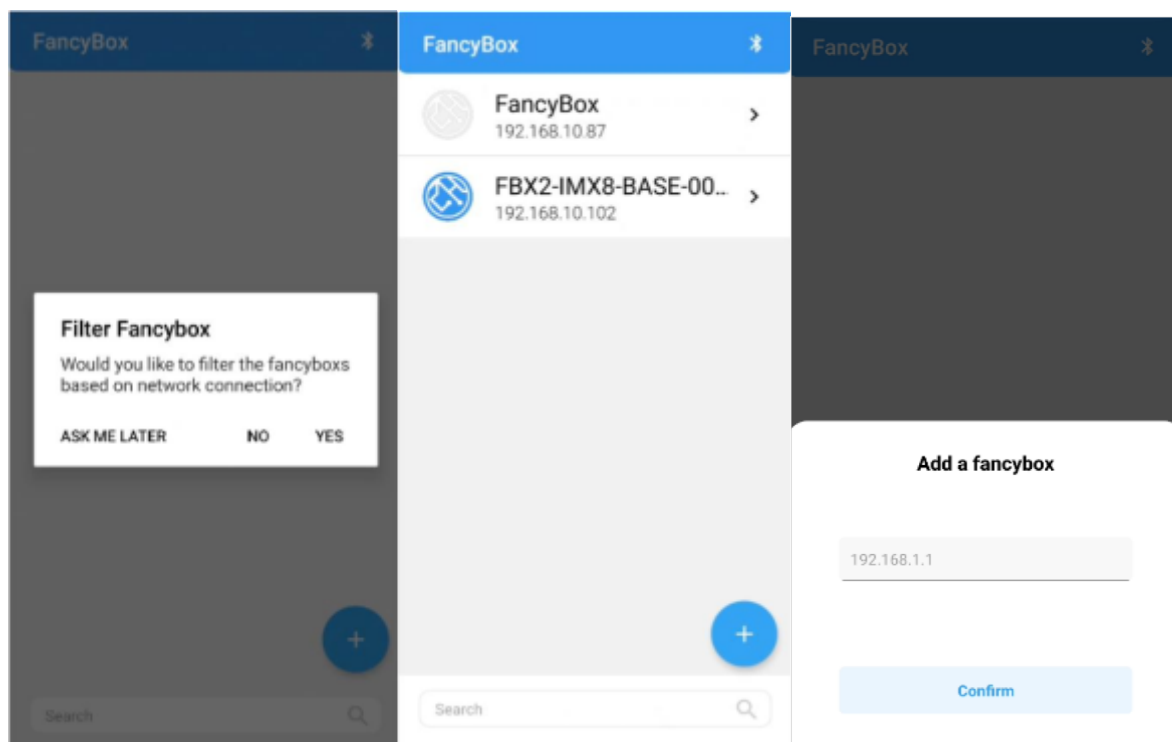 FancyBox
Filter Fancybox
Would you like to filter the fancyboxs
based on network connection?
ASK ME LATER NO YES
+
Search
FancyBox
FancyBox
192.168.10.87
FBX2-IMX8-BASE-00...
192.168.10.102
+
Search
FancyBox
Add a fancybox
192.168.1.1
Confirm